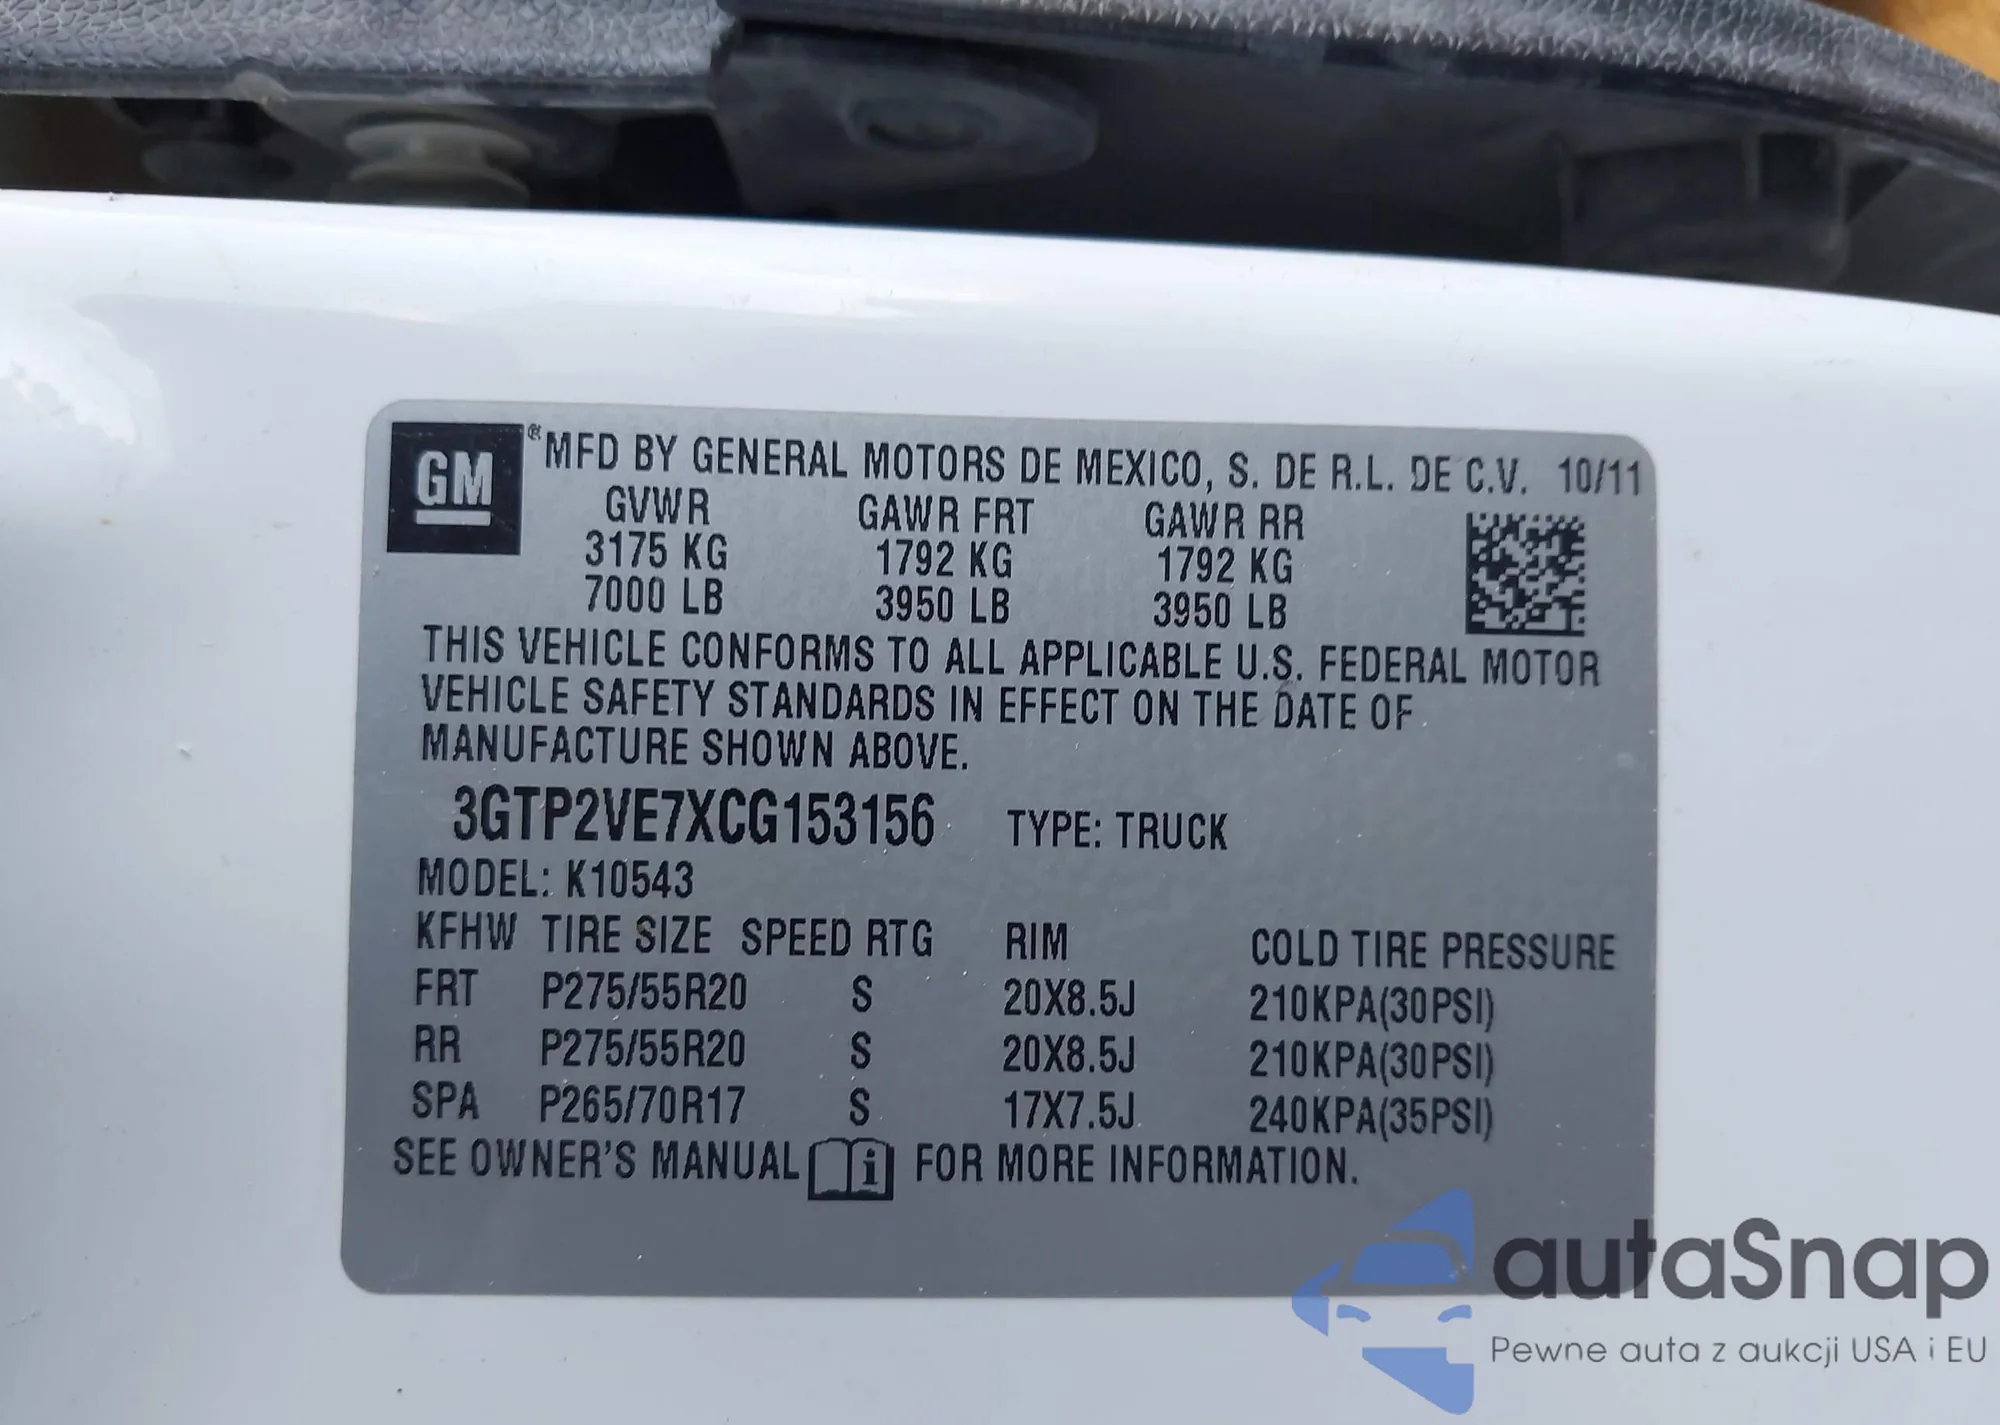 GM ® MFD BY GENERAL MOTORS DE MEXICO, S. DE R.L. DE C.V. 10/11
GVWR GAWR FRT GAWR RR
3175 KG 1792 KG 1792 KG
7000 LB 3950 LB 3950 LB
THIS VEHICLE CONFORMS TO ALL APPLICABLE U.S. FEDERAL MOTOR
VEHICLE SAFETY STANDARDS IN EFFECT ON THE DATE OF
MANUFACTURE SHOWN ABOVE.
3GTP2VE7XCG153156 TYPE: TRUCK
MODEL: K10543
KFHW TIRE SIZE SPEED RTG RIM COLD TIRE PRESSURE
FRT P275/55R20 S 20X8.5J 210KPA(30PSI)
RR P275/55R20 S 20X8.5J 210KPA(30PSI)
SPA P265/70R17 S 17X7.5J 240KPA(35PSI)
SEE OWNER'S MANUAL i FOR MORE INFORMATION.
autaSnap
Pewne auta z aukcji USA i EU